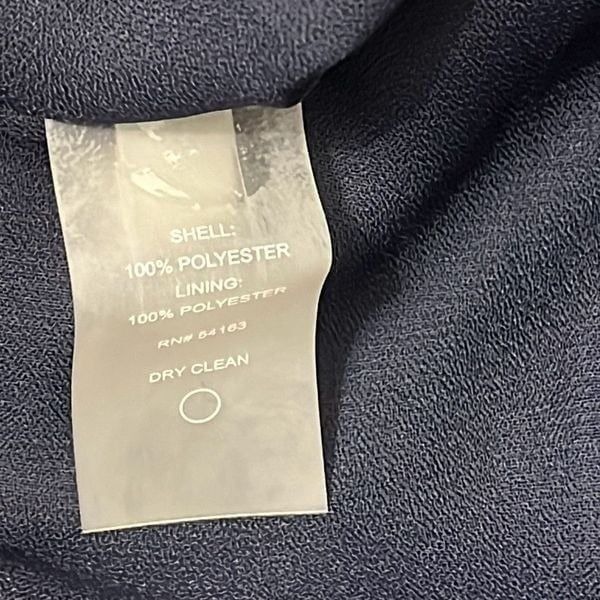 SHELL:
100% POLYESTER
LINING:
100% POLYESTER
RN# 54163
DRY CLEAN